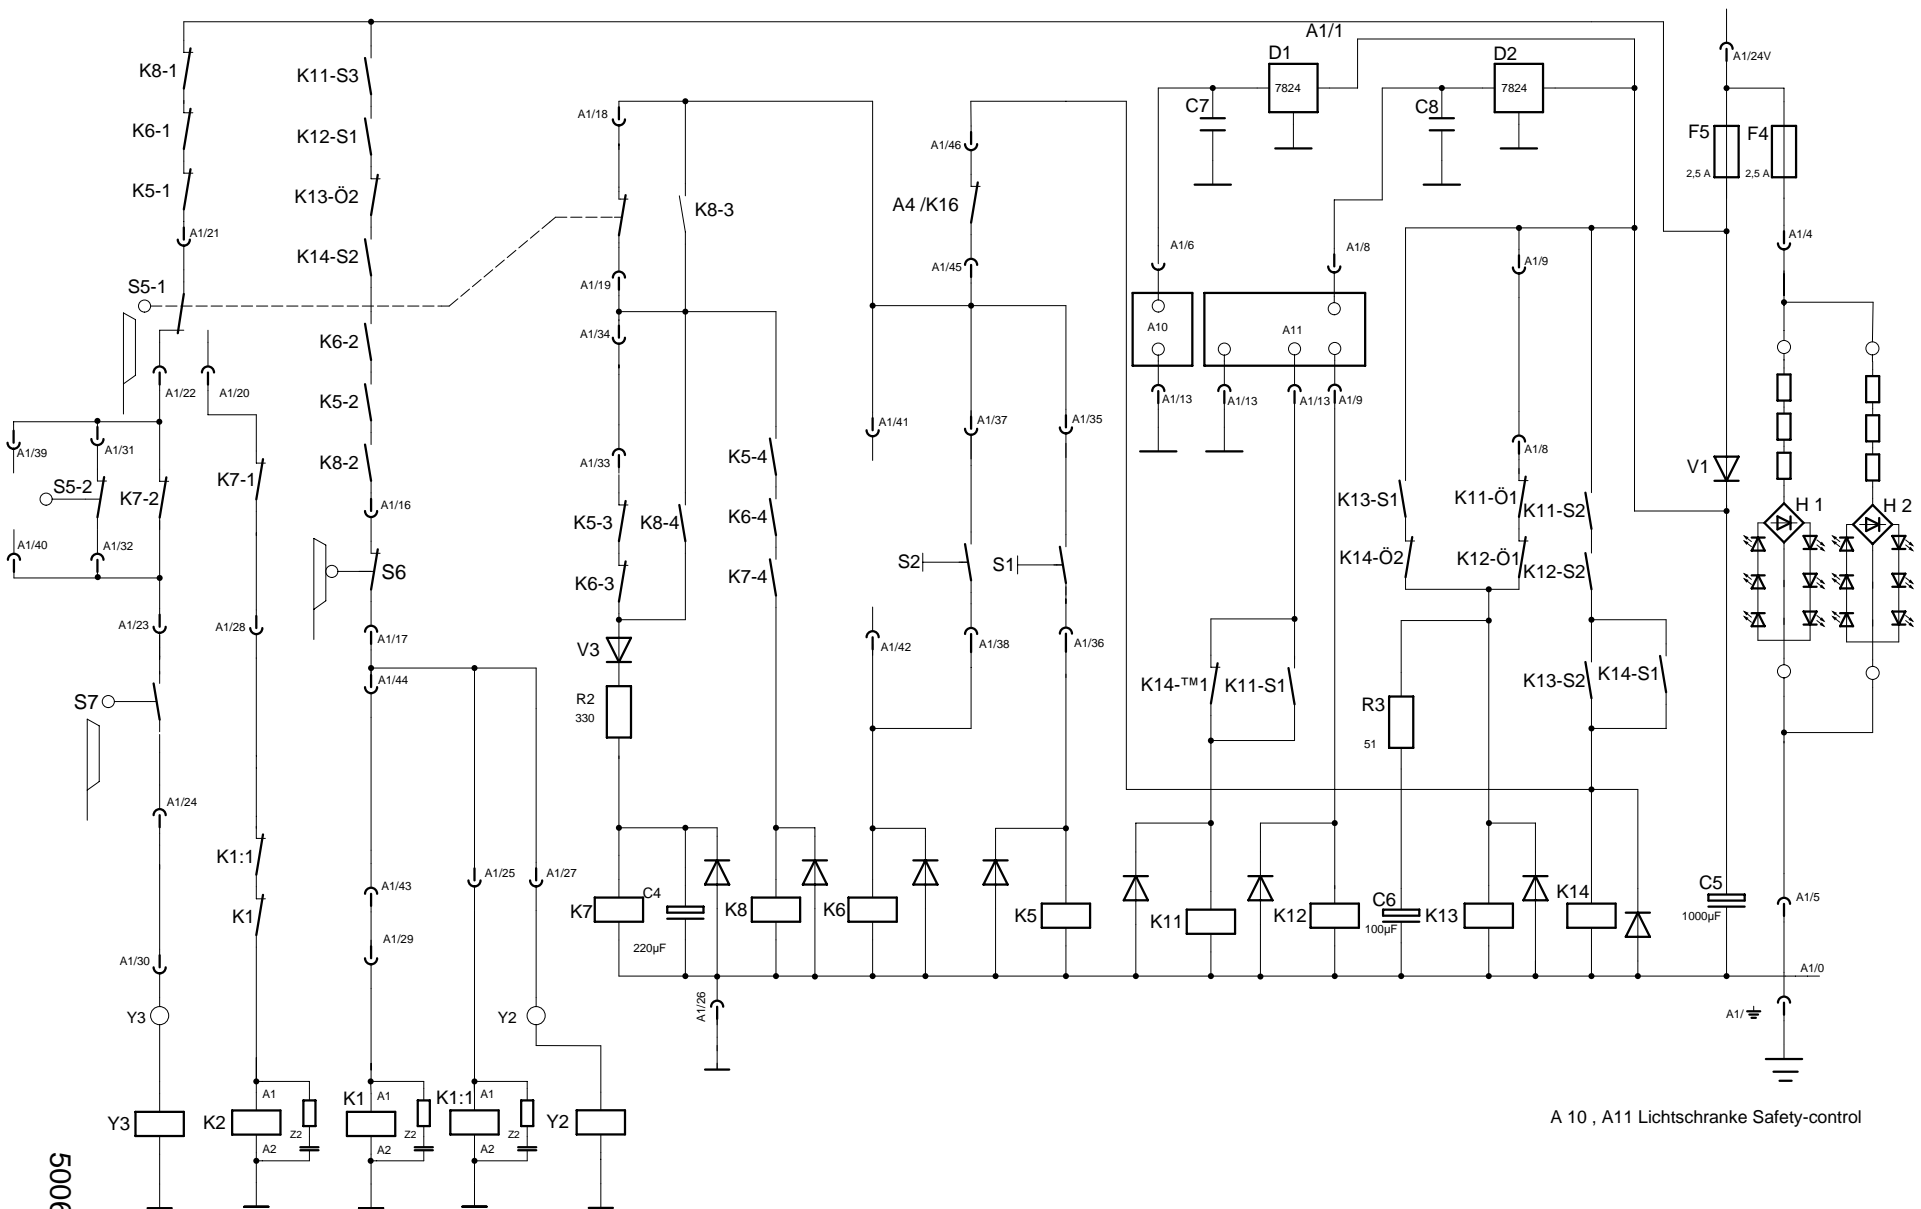 A1/1
K8-1
K11-S3
D1
D2
A1/24V
7824
7824
C7
C8
K6-1
K12-S1
A1/18
A1/46
F5
F4
2,5 A
2,5 A
K5-1
K13-Ö2
K8-3
A4 /K16
A1/21
K14-S2
A1/6
A1/8
A1/9
A1/4
S5-1
A1/19
A1/45
K6-2
A1/34
A10
A11
A1/22
A1/20
K5-2
A1/13
A1/13
A1/13
A1/9
A1/39
A1/31
A1/41
A1/37
A1/35
A1/8
K8-2
A1/33
K5-4
V1
S5-2
K7-2
K7-1
A1/16
K5-3
K8-4
K6-4
K13-S1
K11-Ö1
K11-S2
H 1
H 2
A1/40
A1/32
S6
K6-3
K7-4
S2
S1
K14-Ö2
K12-Ö1
K12-S2
A1/23
A1/28
A1/17
V3
A1/42
A1/38
A1/36
A1/44
K14-™1
K11-S1
K13-S2
K14-S1
S7
R2
330
R3
51
A1/24
K1:1
A1/43
A1/25
A1/27
K1
K7
C4
220µF
K8
K6
K5
K11
K12
C6
100µF
K13
K14
C5
1000µF
A1/5
A1/29
A1/30
A1/26
A1/0
Y3
Y2
A1/
Y3
K2
A1
A2
Z2
K1
A1
A2
Z2
K1:1
A1
A2
Z2
Y2
A 10 , A11 Lichtschranke Safety-control
5006